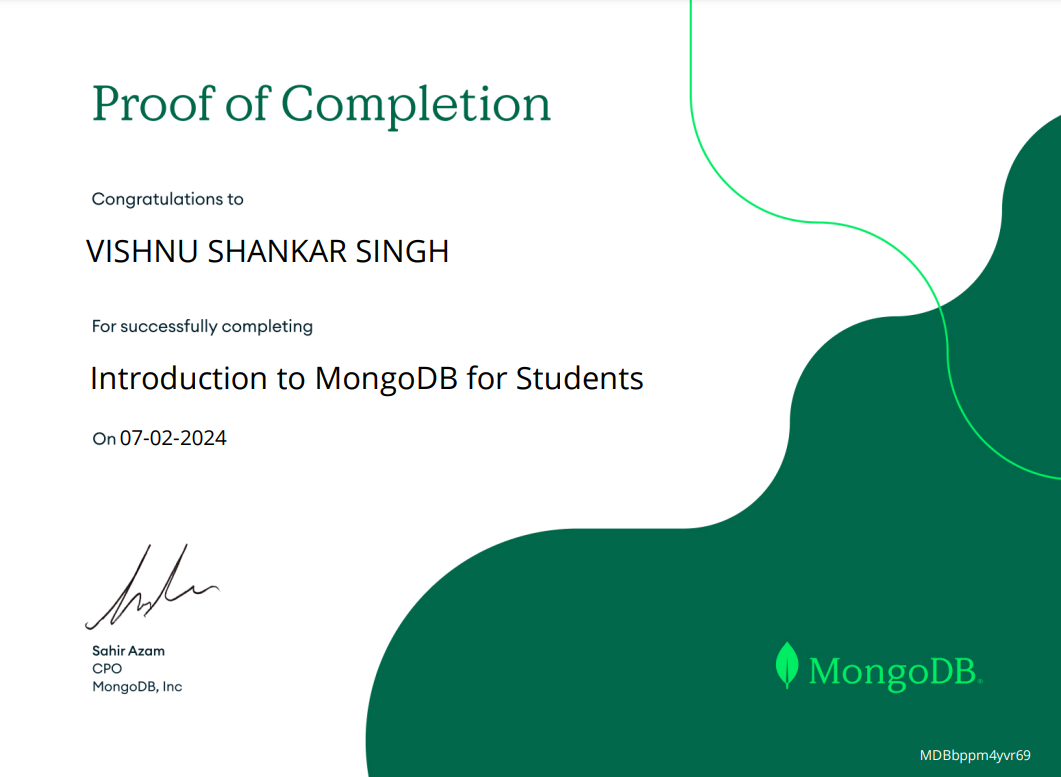 Proof of Completion
Congratulations to
VISHNU SHANKAR SINGH
For successfully completing
Introduction to MongoDB for Students
On 07-02-2024
Sahir Azam
CPO
MongoDB, Inc
MongoDB®
MDBbppm4yvr69